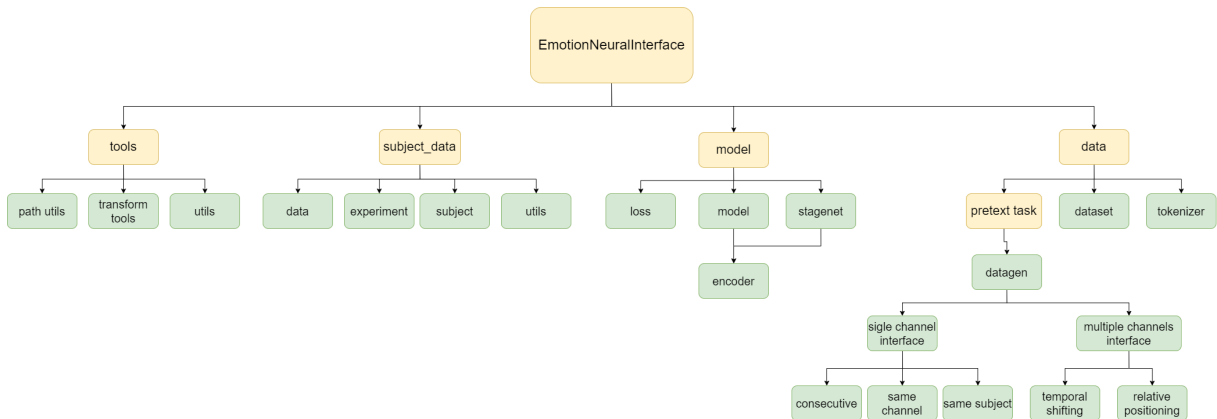 EmotionNeuralInterface
tools
subject_data
model
data
path utils
transform
tools
utils
data
experiment
subject
utils
loss
model
stagenet
pretext task
dataset
tokenizer
encoder
datagen
sigle channel
interface
multiple channels
interface
consecutive
same
channel
same subject
temporal
shifting
relative
positioning